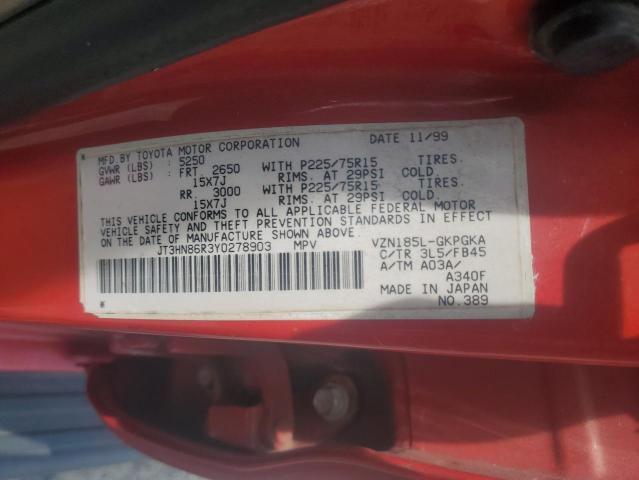 MFD.BY TOYOTA MOTOR CORPORATION DATE 11/99
GVWR (LBS) : 5250
GAWR (LBS) : FRT 2650 WITH P225/75R15 TIRES.
15X7J RIMS. AT 29PSI COLD.
RR 3000 WITH P225/75R15 TIRES.
15X7J RIMS. AT 29PSI COLD.
THIS VEHICLE CONFORMS TO ALL APPLICABLE FEDERAL MOTOR
VEHICLE SAFETY AND THEFT PREVENTION STANDARDS IN EFFECT
ON THE DATE OF MANUFACTURE SHOWN ABOVE.
JT3HN86R3Y0278903 MPV VZN185L-GKPGKA
C/TR 3L5/FB45
A/TM A03A/
A340F
MADE IN JAPAN
NO.389